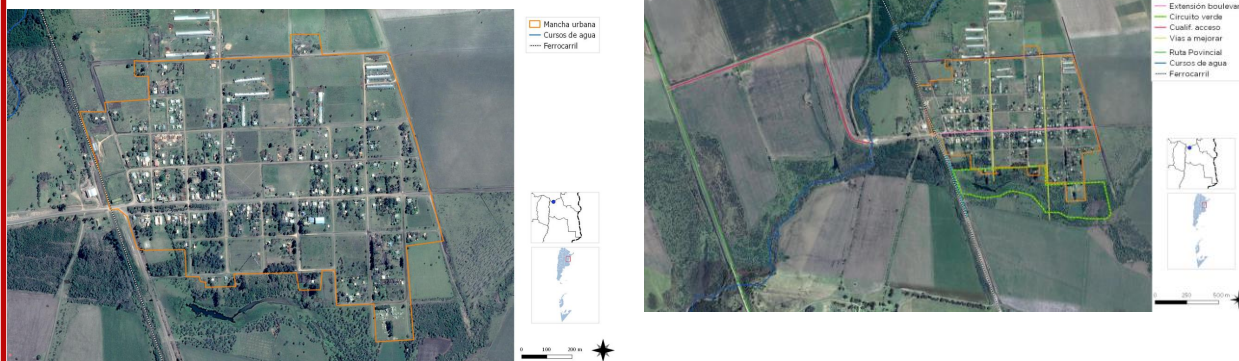 Mancha urbana
Cursos de agua
Ferrocarril
0 100 200 m
Extensión boulevar
Circuito verde
Cualif. acceso
Vías a mejorar
Ruta Povincial
Cursos de agua
Ferrocarril
0 250 500 m